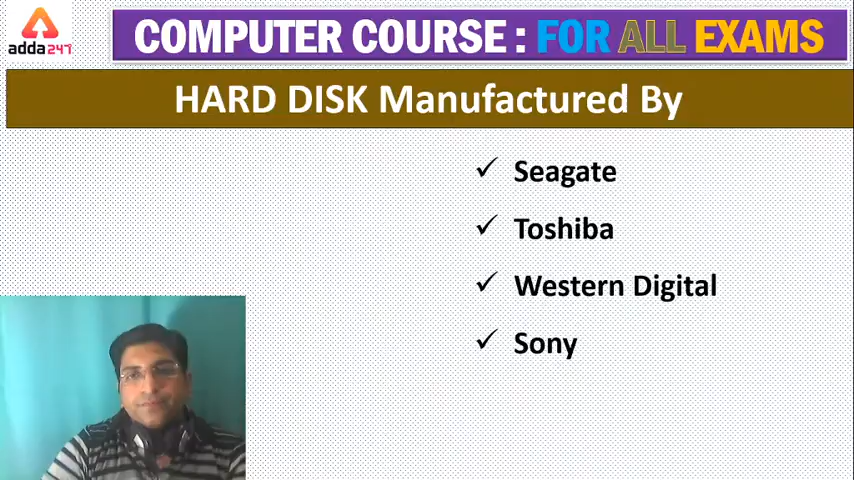 adda247
COMPUTER COURSE : FOR ALL EXAMS
HARD DISK Manufactured By
✓ Seagate
✓ Toshiba
✓ Western Digital
✓ Sony